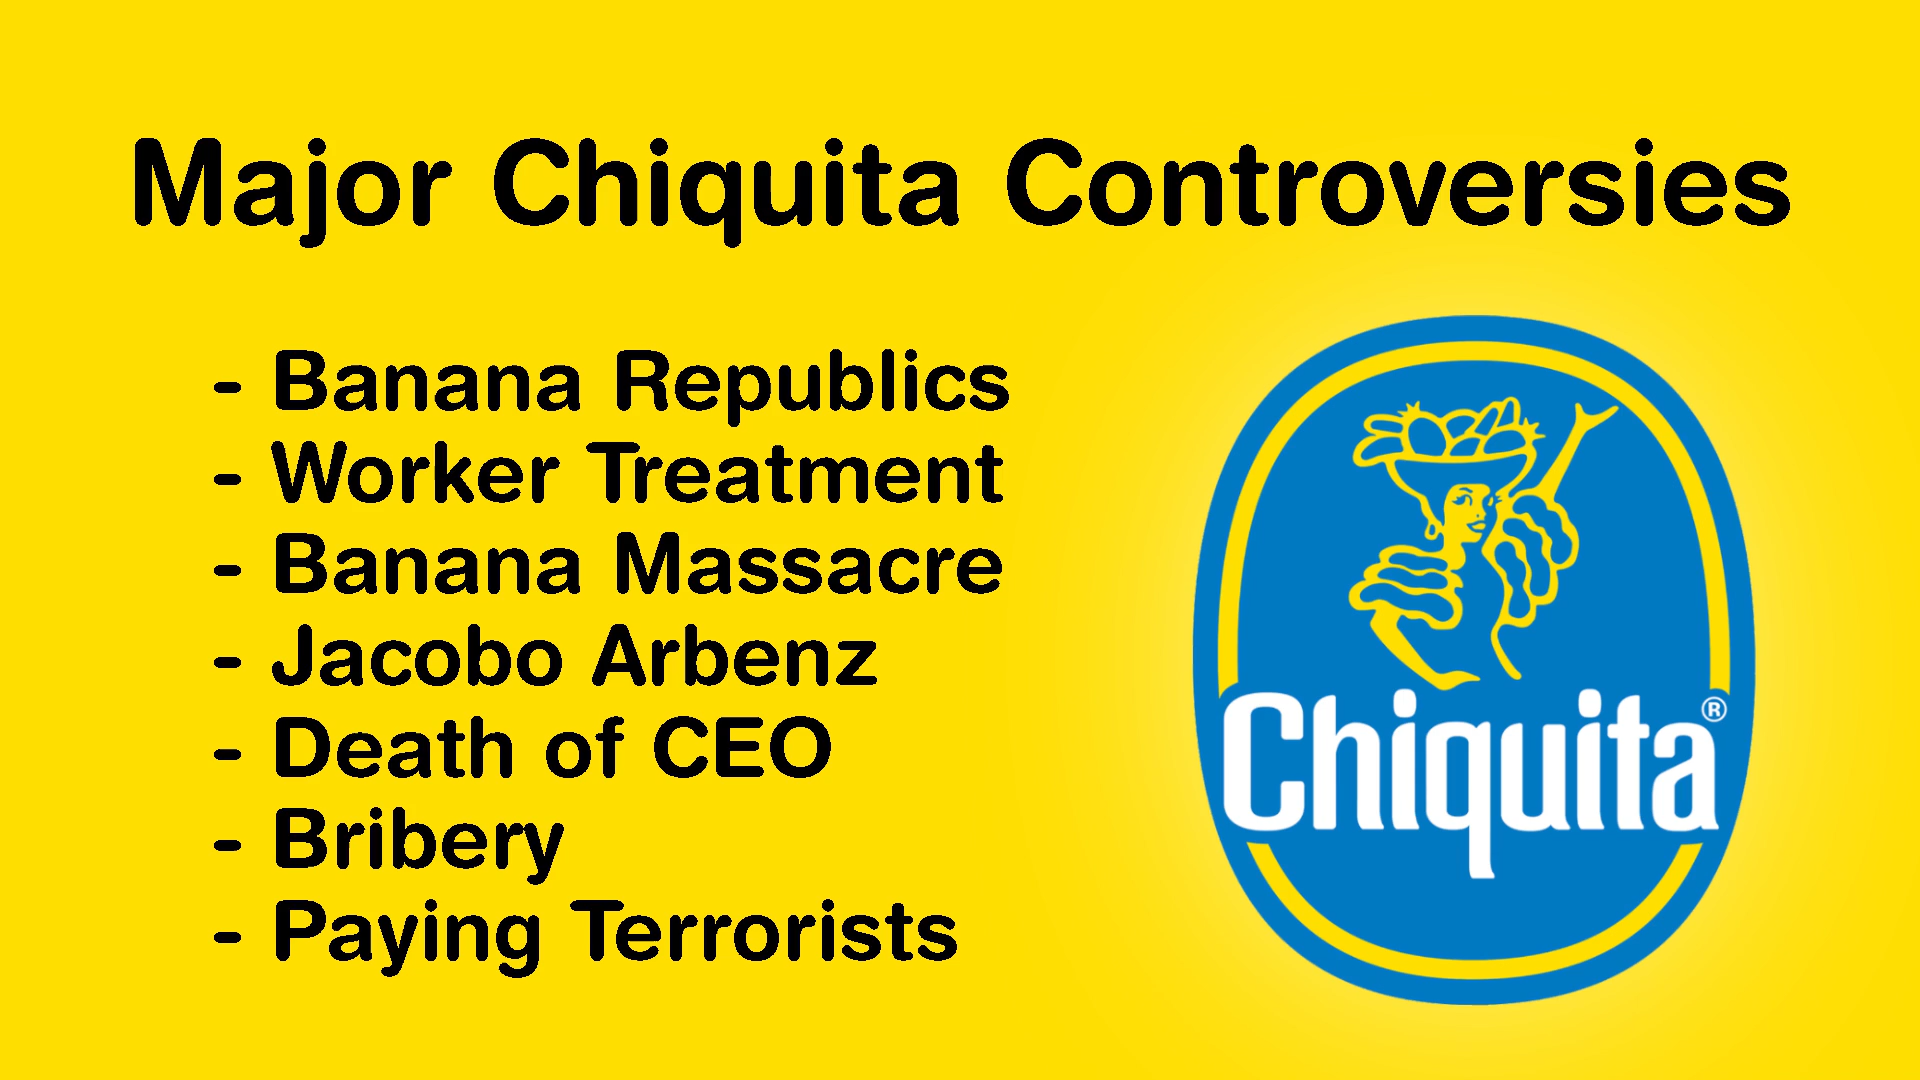 Major Chiquita Controversies
- Banana Republics
- Worker Treatment
- Banana Massacre
- Jacobo Arbenz
- Death of CEO
- Bribery
- Paying Terrorists
Chiquita®